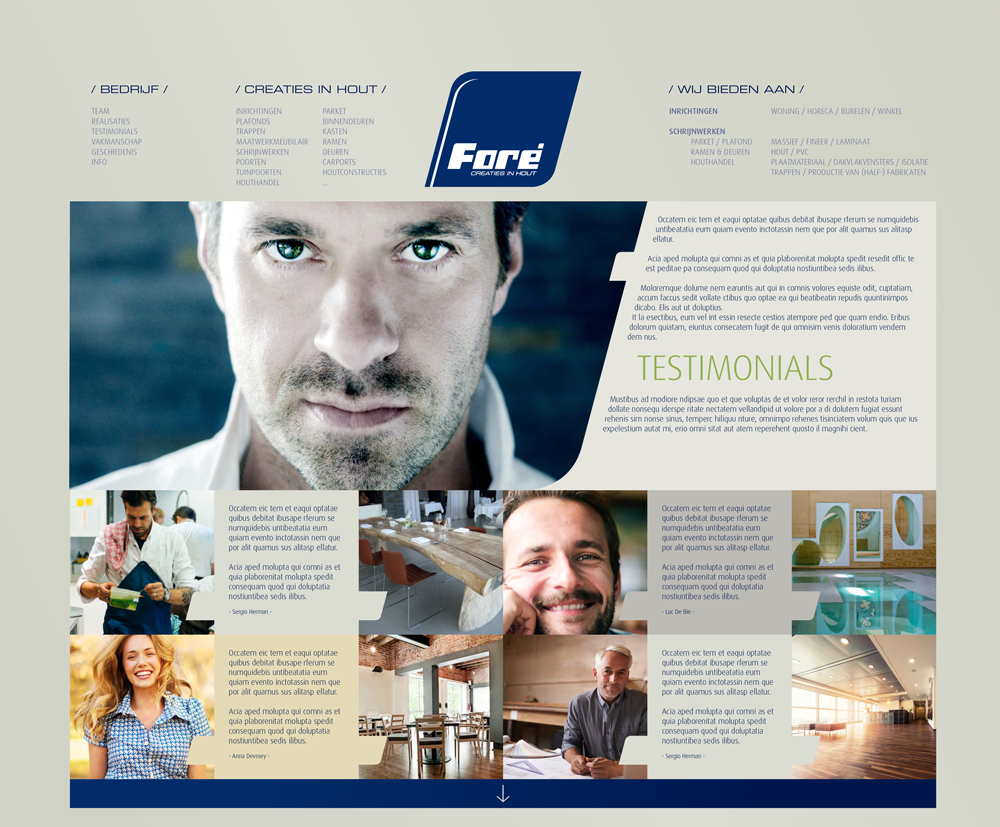 / BEDRIJF /
TEAM
REALISATIES
TESTIMONIALS
VAKMANSCHAP
GESCHIEDENIS
INFO
/ CREATIES IN HOUT /
INRICHTINGEN
PLAFONDS
TRAPPEN
MAATWERKMEUBILAIR
SCHRIJNWERKEN
POORTEN
TUINPOORTEN
HOUTHANDEL
PARKET
BINNENDEUREN
KASTEN
RAMEN
DEUREN
CARPORTS
HOUTCONSTRUCTIES
...
Foré
CREATIES IN HOUT
/ WIJ BIEDEN AAN /
INRICHTINGEN WONING / HORECA / BURELEN / WINKEL
SCHRIJNWERKEN
PARKET / PLAFOND MASSIEF / FINEER / LAMINAAT
RAMEN & DEUREN HOUT / PVC
HOUTHANDEL PLAATMATERIAAL / DAKVLAKVENSTERS / ISOLATIE
TRAPPEN / PRODUCTIE VAN (HALF-) FABRICATEN
Occatem eic tem et eaqui optatae quibus debitat ibusape rferum se numquidebis
untibeatatia eum quiam evento inctotassin nem que por alit quamus sus alitasp
ellatur.
Acia aped molupta qui comni as et quia plaborenitat molupta spedit resedit offic te
est peditae pa consequam quod qui doluptatia nostiuntibea sedis ilibus.
Moloremque dolume nem earuntis aut qui in comnis volores equiste odit, cuptatiam,
accum faccus sedit vollate ctibus quo optae ea qui beatibeatin repudis quuntinimpos
dicabo. Elis aut ut doluptius.
It la esectibus, eum vel int essin resecte cestios atempore ped que quam endio. Eribus
dolorum quiatam, eiuntus consecatem fugit de qui omnisim venis doloratium vendem
dem nus.
TESTIMONIALS
Mustibus ad modiore ndipsae quo et que voluptas de et volor reror rerchil in restota turiam
dollate nonsequ iderspe ritate nectatem vellandipid ut volore por a di dolutem fugiat essunt
rehenis sim nonse sinus, temperc hiliquu nture, omnimpo rehenes tisinciatem volum quis que ius
expelestium autat mi, erio omni sitat aut atem reperehent quosto il magnihi cient.
Occatem eic tem et eaqui optatae
quibus debitat ibusape rferum se
numquidebis untibeatatia eum
quiam evento inctotassin nem que
por alit quamus sus alitasp ellatur.
Acia aped molupta qui comni as et
quia plaborenitat molupta spedit
consequam quod qui doluptatia
nostiuntibea sedis ilibus.
- Sergio Herman -
Occatem eic tem et eaqui optatae
quibus debitat ibusape rferum se
numquidebis untibeatatia eum
quiam evento inctotassin nem que
por alit quamus sus alitasp ellatur.
Acia aped molupta qui comni as et
quia plaborenitat molupta spedit
consequam quod qui doluptatia
nostiuntibea sedis ilibus.
- Luc De Bie -
Occatem eic tem et eaqui optatae
quibus debitat ibusape rferum se
numquidebis untibeatatia eum
quiam evento inctotassin nem que
por alit quamus sus alitasp ellatur.
Acia aped molupta qui comni as et
quia plaborenitat molupta spedit
consequam quod qui doluptatia
nostiuntibea sedis ilibus.
- Anna Devroey -
Occatem eic tem et eaqui optatae
quibus debitat ibusape rferum se
numquidebis untibeatatia eum
quiam evento inctotassin nem que
por alit quamus sus alitasp ellatur.
Acia aped molupta qui comni as et
quia plaborenitat molupta spedit
consequam quod qui doluptatia
nostiuntibea sedis ilibus.
- Sergio Herman -